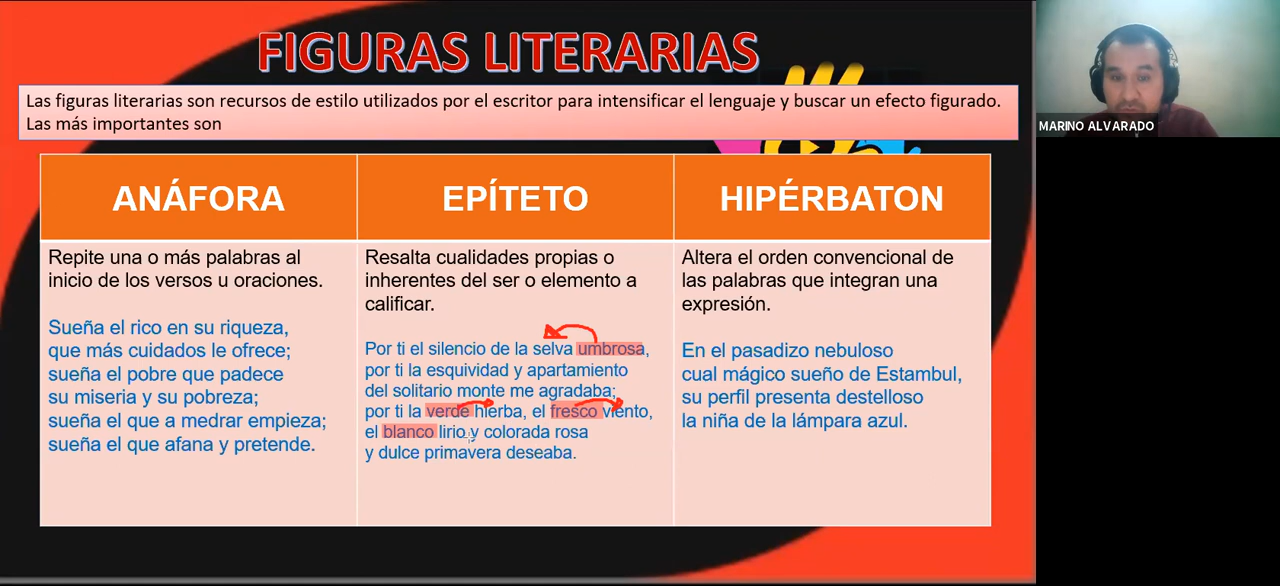 FIGURAS LITERARIAS
Las figuras literarias son recursos de estilo utilizados por el escritor para intensificar el lenguaje y buscar un efecto figurado.
Las más importantes son
MARINO ALVARADO
ANÁFORA
Repite una o más palabras al
inicio de los versos u oraciones.
Sueña el rico en su riqueza,
que más cuidados le ofrece;
sueña el pobre que padece
su miseria y su pobreza;
sueña el que a medrar empieza;
sueña el que afana y pretende.
EPÍTETO
Resalta cualidades propias o
inherentes del ser o elemento a
calificar.
Por ti el silencio de la selva umbrosa,
por ti la esquividad y apartamiento
del solitario monte me agradaba;
por ti la verde hierba, el fresco viento,
el blanco lirio y colorada rosa
y dulce primavera deseaba.
HIPÉRBATON
Altera el orden convencional de
las palabras que integran una
expresión.
En el pasadizo nebuloso
cual mágico sueño de Estambul,
su perfil presenta destelloso
la niña de la lámpara azul.